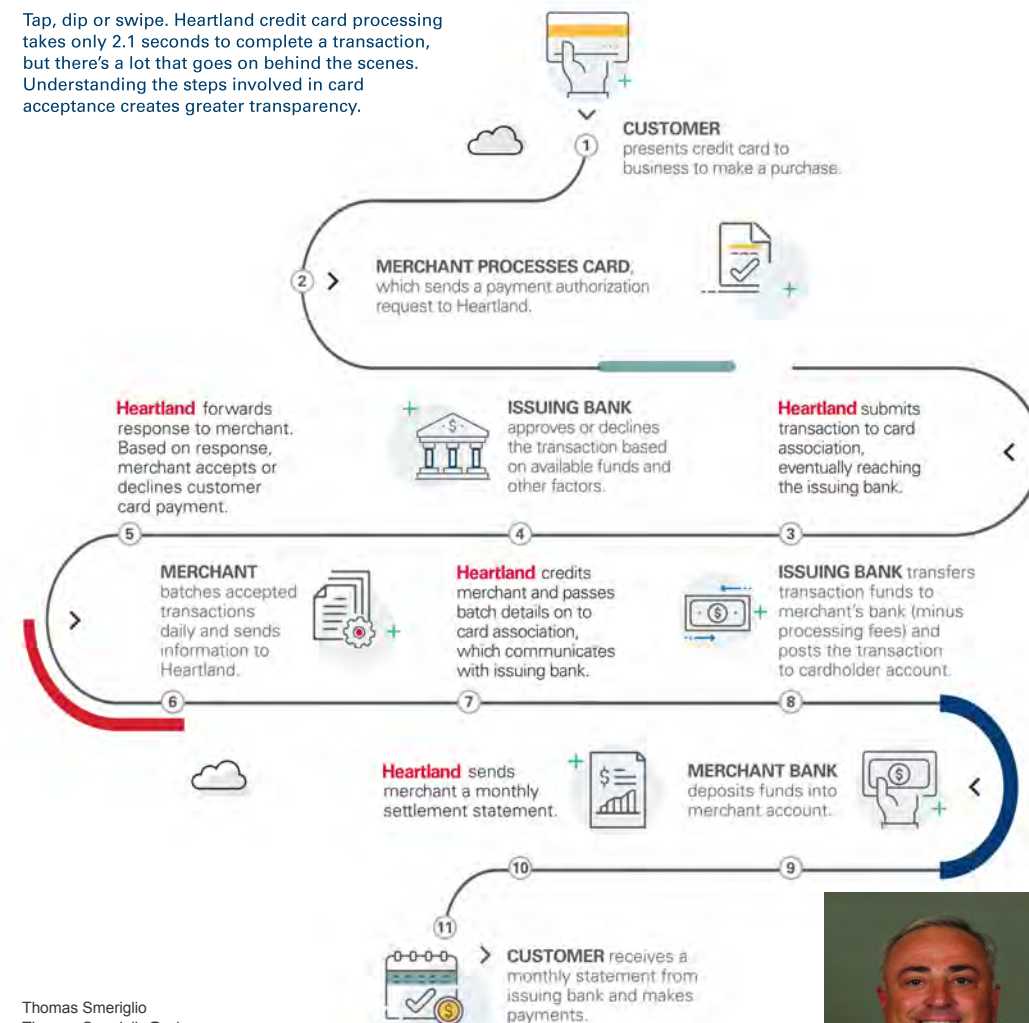 Tap, dip or swipe. Heartland credit card processing
takes only 2.1 seconds to complete a transaction,
but there's a lot that goes on behind the scenes.
Understanding the steps involved in card
acceptance creates greater transparency.
1
CUSTOMER
presents credit card to
business to make a purchase.
2
MERCHANT PROCESSES CARD,
which sends a payment authorization
request to Heartland.
Heartland submits
transaction to card
association,
eventually reaching
the issuing bank.
3
$
ISSUING BANK
approves or declines
the transaction based
on available funds and
other factors.
4
Heartland forwards
response to merchant.
Based on response,
merchant accepts or
declines customer
card payment.
5
MERCHANT
batches accepted
transactions
daily and sends
information to
Heartland.
6
Heartland credits
merchant and passes
batch details on to
card association,
which communicates
with issuing bank.
7
$
ISSUING BANK transfers
transaction funds to
merchant's bank (minus
processing fees) and
posts the transaction
to cardholder account.
8
MERCHANT BANK
deposits funds into
merchant account.
$
9
Heartland sends
merchant a monthly
settlement statement.
$
10
11
$
CUSTOMER receives a
monthly statement from
issuing bank and makes
payments.
Thomas Smeriglio